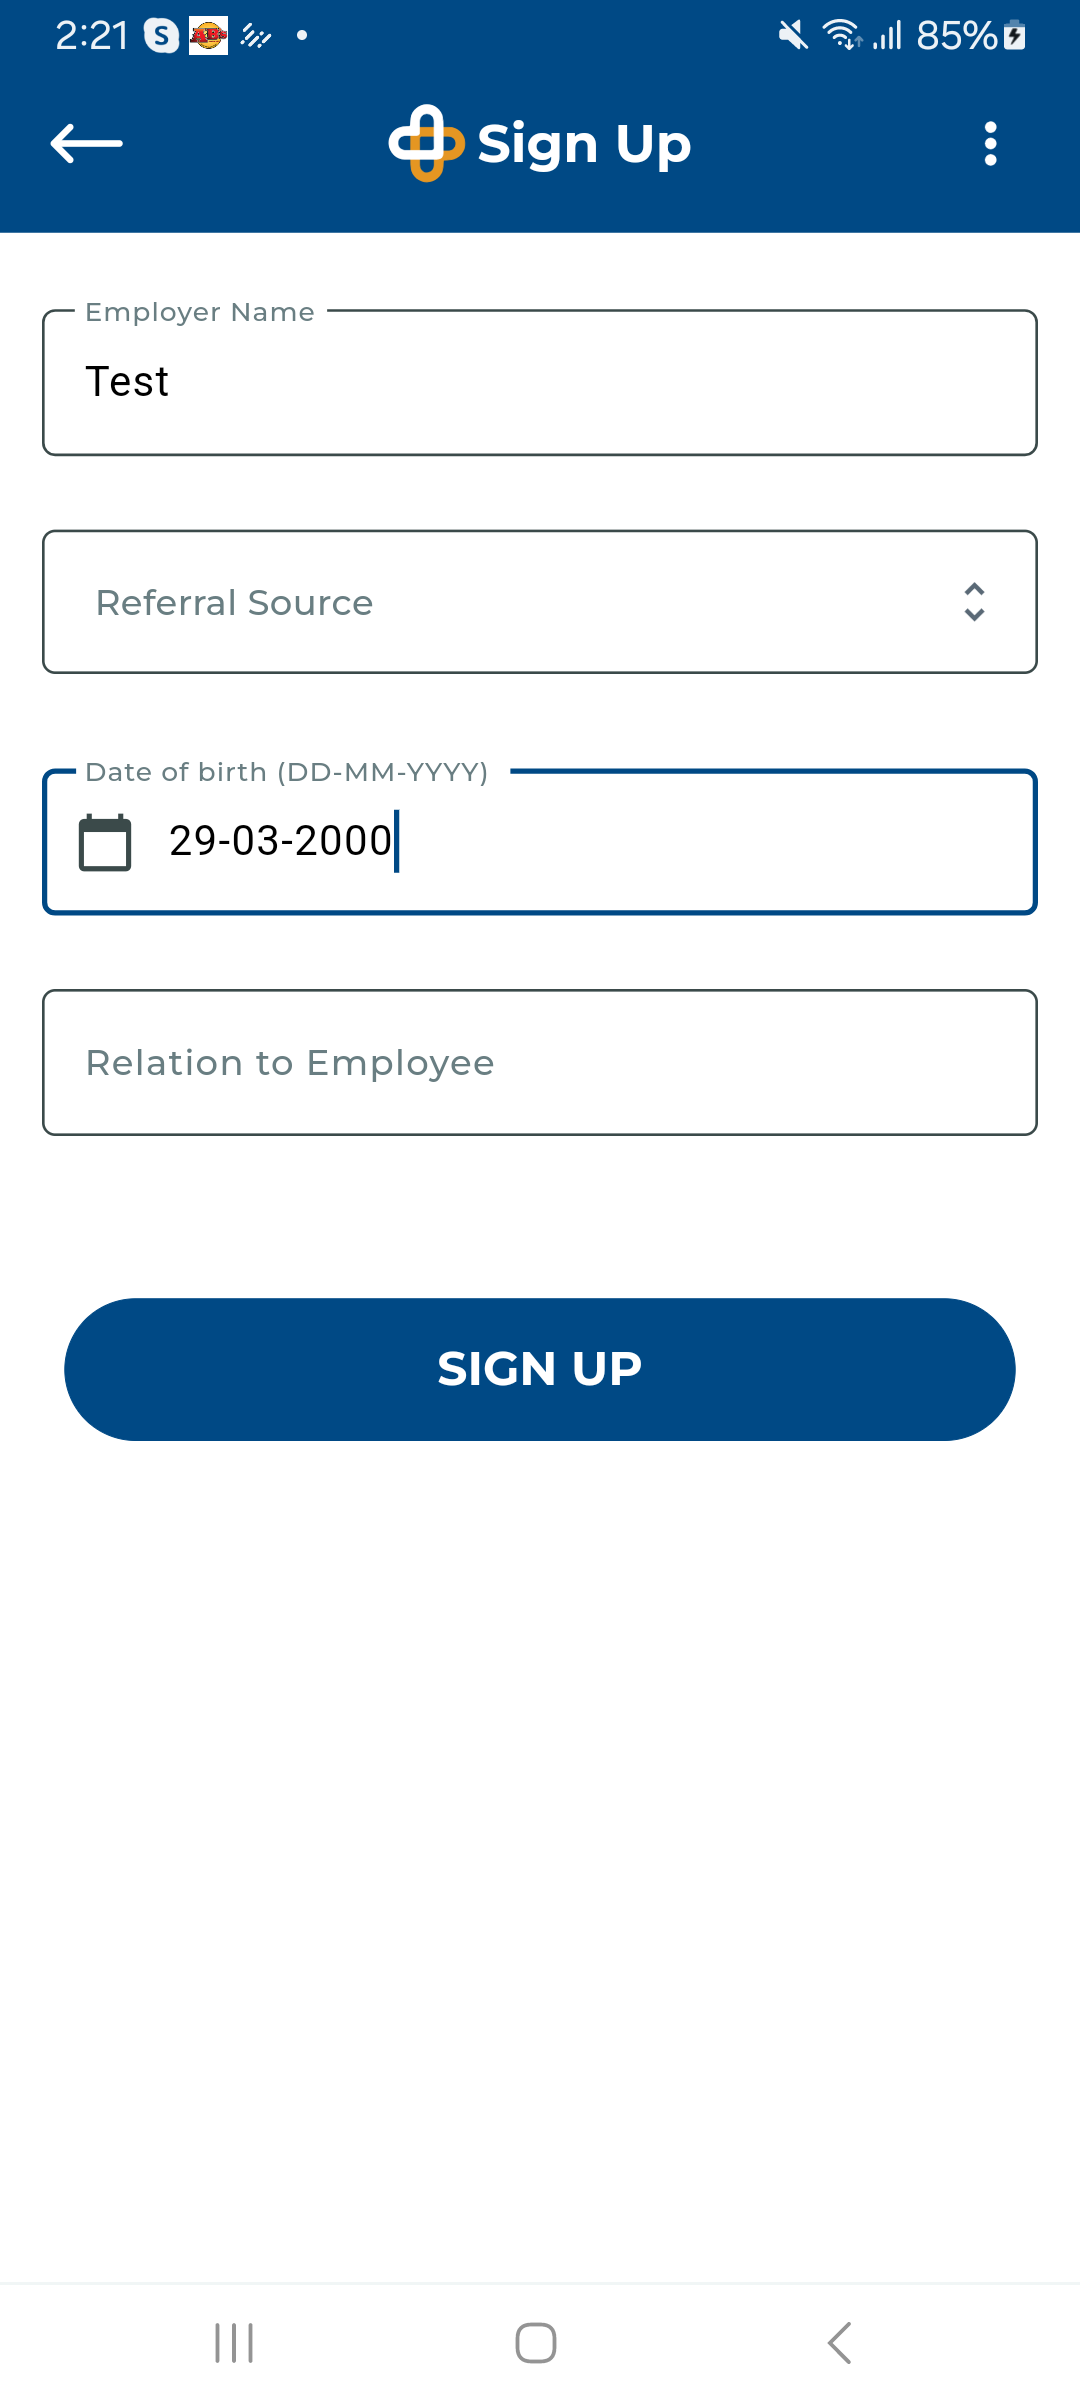 2:21 S ABs 85%
Sign Up
Employer Name
Test
Referral Source
Date of birth (DD-MM-YYYY)
29-03-2000
Relation to Employee
SIGN UP